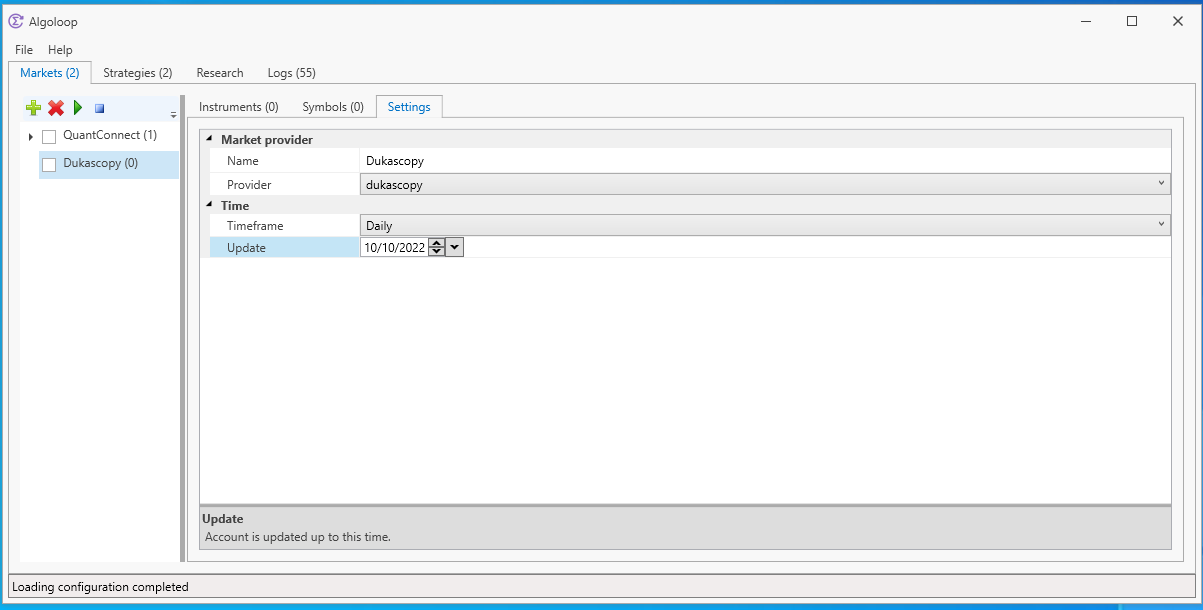 Algoloop
File Help
Markets (2) Strategies (2) Research Logs (55)
Instruments (0) Symbols (0) Settings
QuantConnect (1)
Dukascopy (0)
Market provider
Name Dukascopy
Provider dukascopy
Time
Timeframe Daily
Update 10/10/2022
Update
Account is updated up to this time.
Loading configuration completed